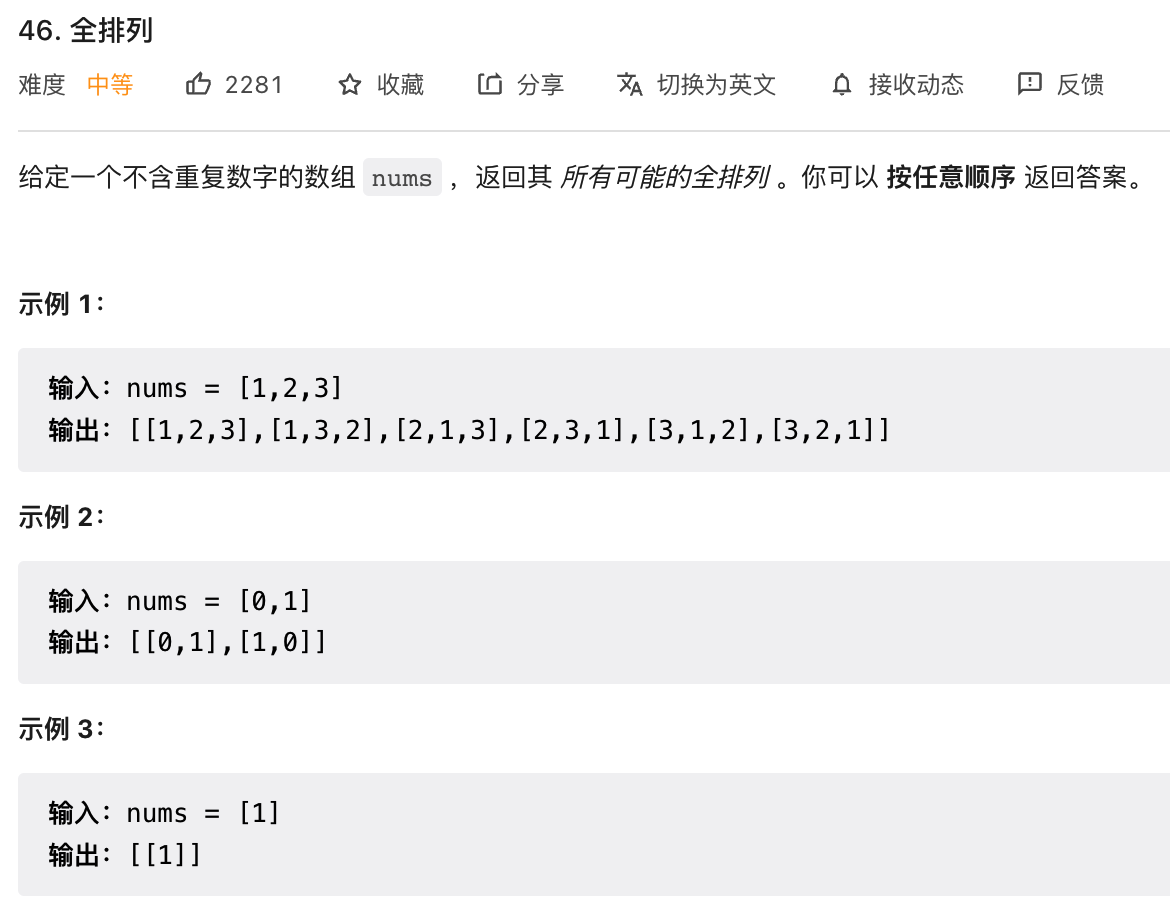 46. 全排列
难度 中等 2281 收藏 分享 切换为英文 接收动态 反馈
给定一个不含重复数字的数组 nums ，返回其 所有可能的全排列 。你可以 按任意顺序 返回答案。
示例 1：
输入：nums = [1,2,3]
输出：[[1,2,3],[1,3,2],[2,1,3],[2,3,1],[3,1,2],[3,2,1]]
示例 2：
输入：nums = [0,1]
输出：[[0,1],[1,0]]
示例 3：
输入：nums = [1]
输出：[[1]]